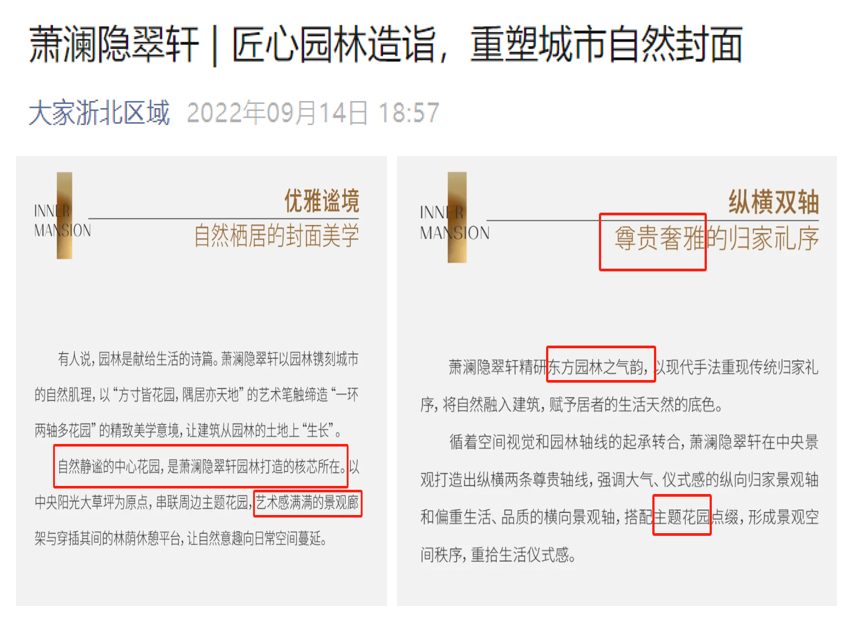 萧澜隐翠轩 | 匠心园林造诣，重塑城市自然封面
大家浙北区域 2022年09月14日 18:57
INNER
MANSION
优雅谧境
自然栖居的封面美学
有人说，园林是献给生活的诗篇。萧澜隐翠轩以园林镌刻城市
的自然肌理，以“方寸皆花园，隅居亦天地”的艺术笔触缔造“一环
两轴多花园”的精致美学意境，让建筑从园林的土地上“生长”。
自然静谧的中心花园，是萧澜隐翠轩园林打造的核芯所在。以
中央阳光大草坪为原点，串联周边主题花园，艺术感满满的景观廊
架与穿插其间的林荫休憩平台，让自然意趣向日常空间蔓延。
INNER
MANSION
纵横双轴
尊贵奢雅的归家礼序
萧澜隐翠轩精研东方园林之气韵，以现代手法重现传统归家礼
序，将自然融入建筑，赋予居者的生活天然的底色。
循着空间视觉和园林轴线的起承转合，萧澜隐翠轩在中央景
观打造出纵横两条尊贵轴线，强调大气、仪式感的纵向归家景观轴
和偏重生活、品质的横向景观轴，搭配主题花园点缀，形成景观空
间秩序，重拾生活仪式感。